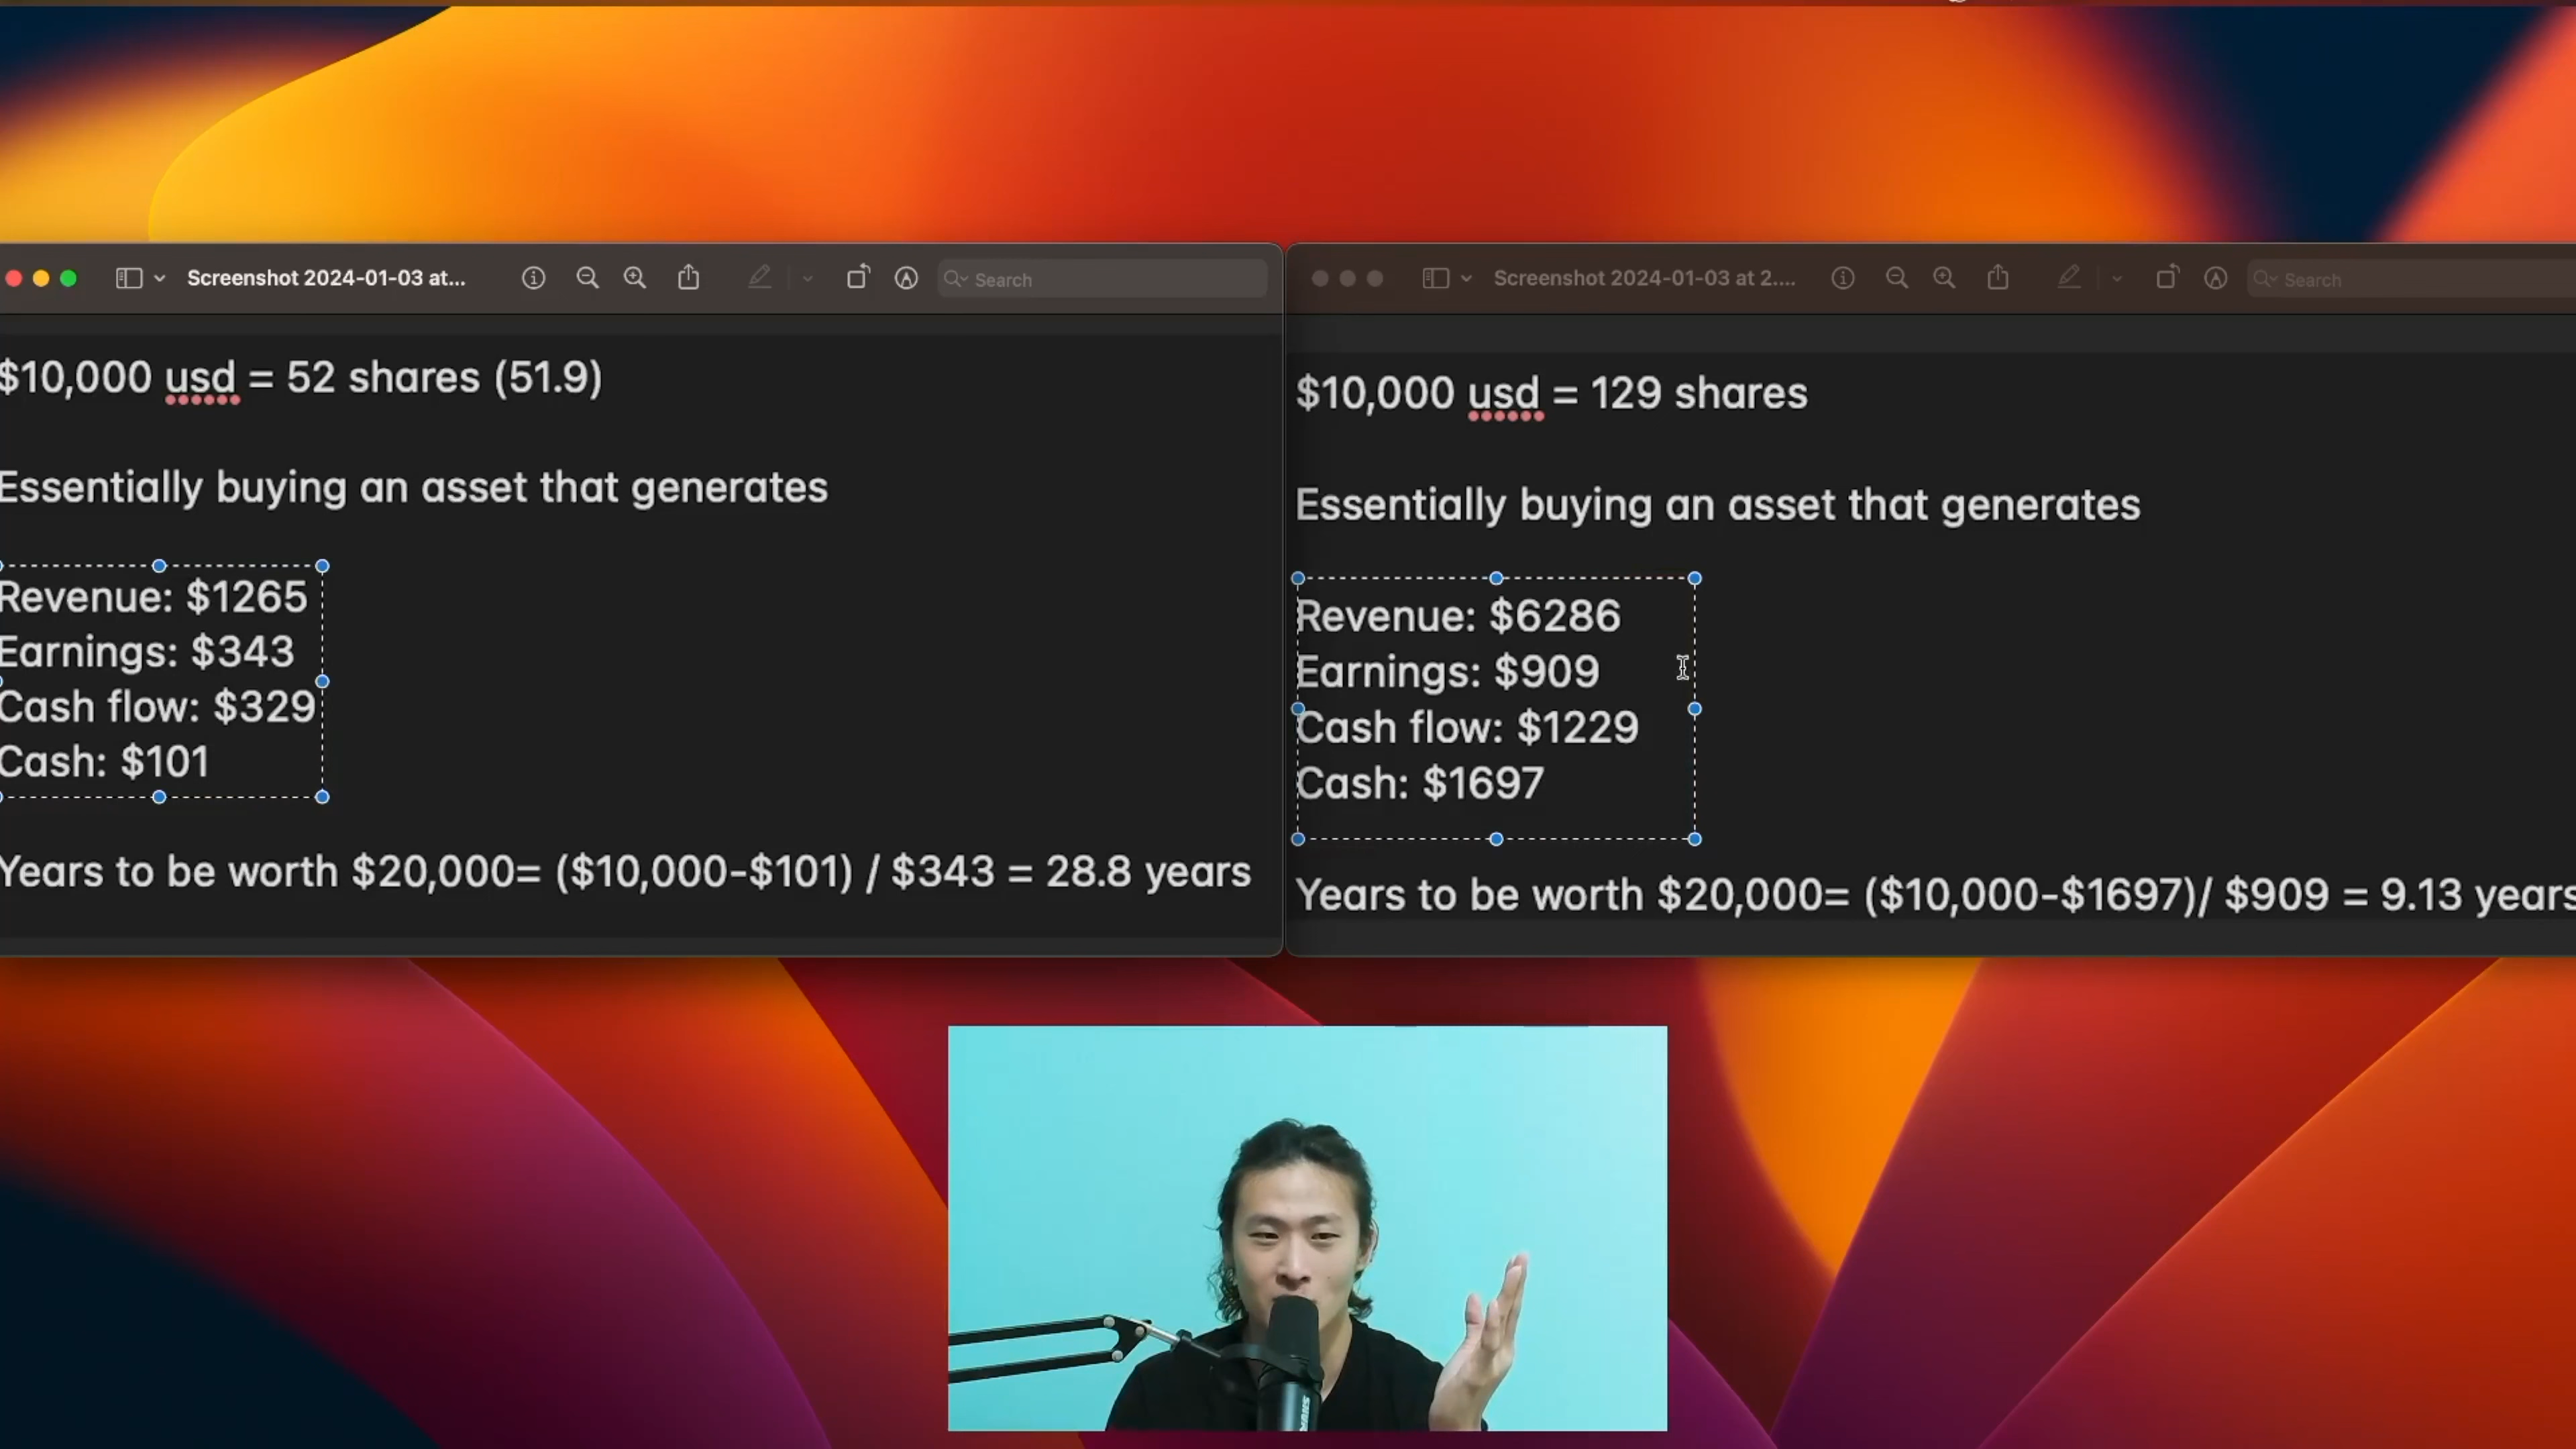 Screenshot 2024-01-03 at...
Search
$10,000 usd = 52 shares (51.9)
Essentially buying an asset that generates
Revenue: $1265
Earnings: $343
Cash flow: $329
Cash: $101
Years to be worth $20,000= ($10,000-$101) / $343 = 28.8 years
Screenshot 2024-01-03 at 2....
Search
$10,000 usd = 129 shares
Essentially buying an asset that generates
Revenue: $6286
Earnings: $909
Cash flow: $1229
Cash: $1697
Years to be worth $20,000= ($10,000-$1697)/ $909 = 9.13 years